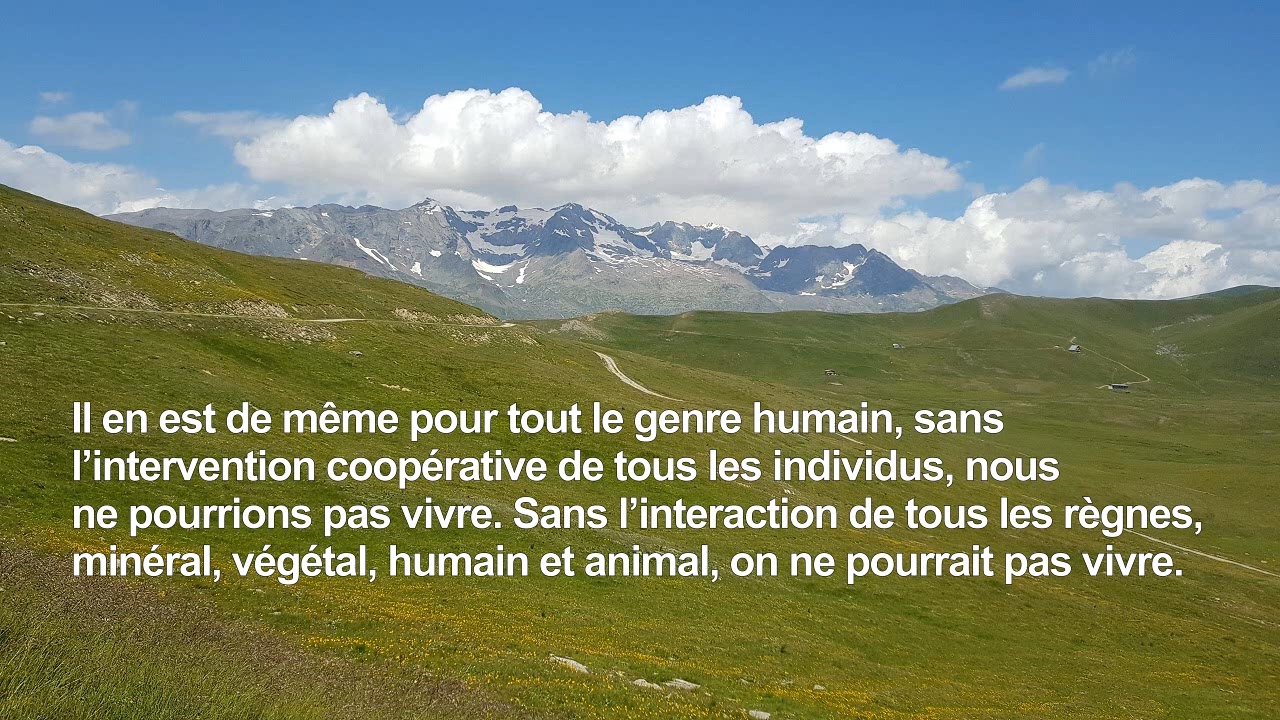 Il en est de même pour tout le genre humain, sans
l’intervention coopérative de tous les individus, nous
ne pourrions pas vivre. Sans l’interaction de tous les règnes,
minéral, végétal, humain et animal, on ne pourrait pas vivre.